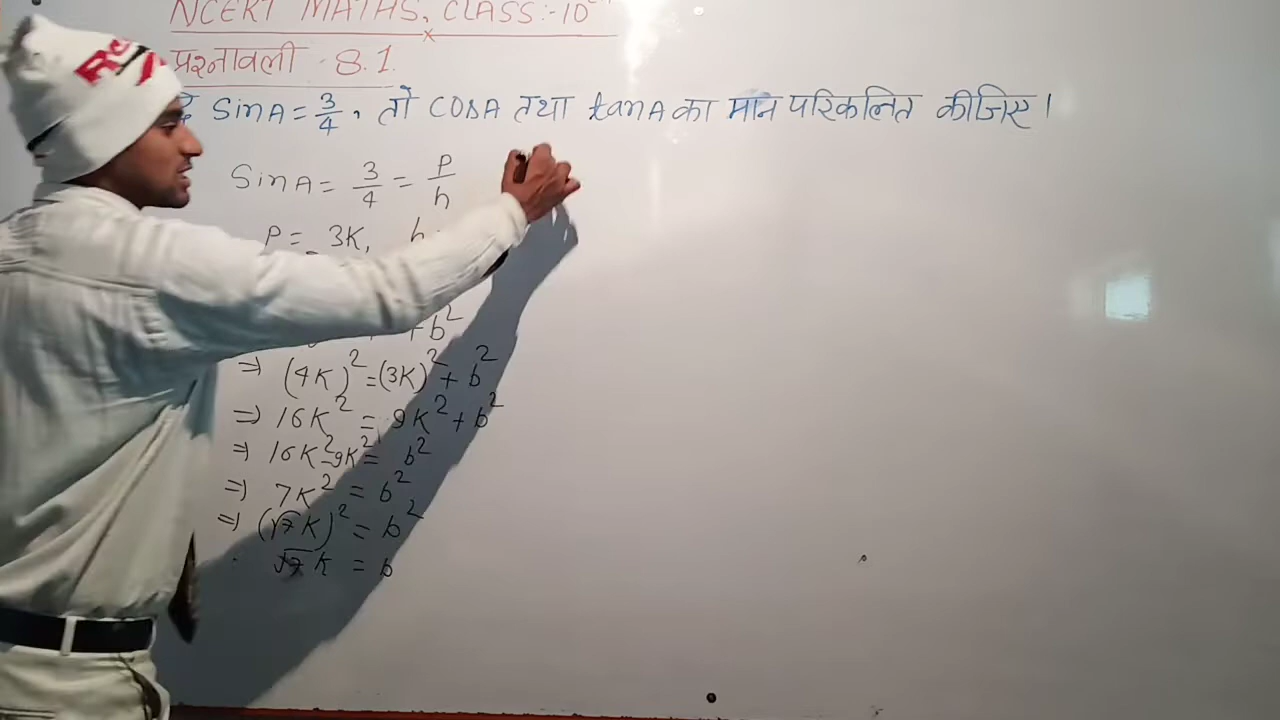 NCERT MATHS, CLASS:-10
प्रश्नावली - 8.1.
SinA = 3/4, तो COSA तथा tanA का मान परिकलित कीजिए।
SinA = 3/4 = P/h
P = 3K, h
+ b²
⇒ (4K)² = (3K)² + b²
⇒ 16K² = 9K² + b²
⇒ 16K² - 9K² = b²
⇒ 7K² = b²
⇒ (√7K)² = b²
√7K = b